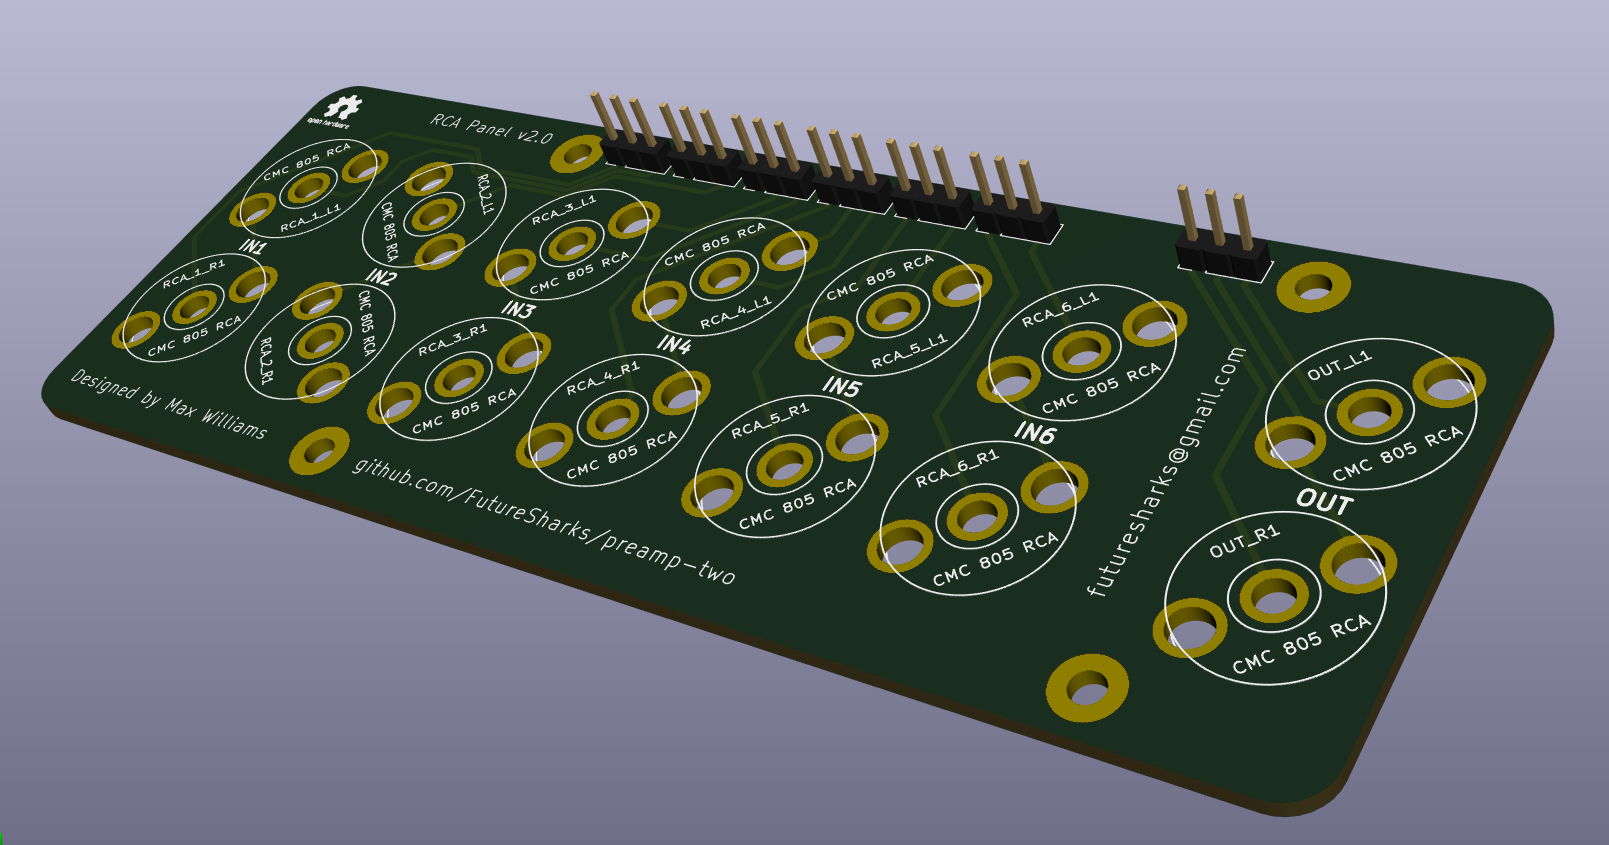 open hardware
RCA Panel v2.0
CMC 805 RCA
RCA_1_L1
IN1
RCA_1_R1
CMC 805 RCA
RCA_2_L1
CMC 805 RCA
IN2
CMC 805 RCA
RCA_2_R1
RCA_3_L1
CMC 805 RCA
IN3
RCA_3_R1
CMC 805 RCA
CMC 805 RCA
RCA_4_L1
IN4
RCA_4_R1
CMC 805 RCA
CMC 805 RCA
RCA_5_L1
IN5
RCA_5_R1
CMC 805 RCA
RCA_6_L1
CMC 805 RCA
IN6
RCA_6_R1
CMC 805 RCA
OUT_L1
CMC 805 RCA
OUT
OUT_R1
CMC 805 RCA
futuresharks@gmail.com
Designed by Max Williams
github.com/FutureSharks/preamp-two